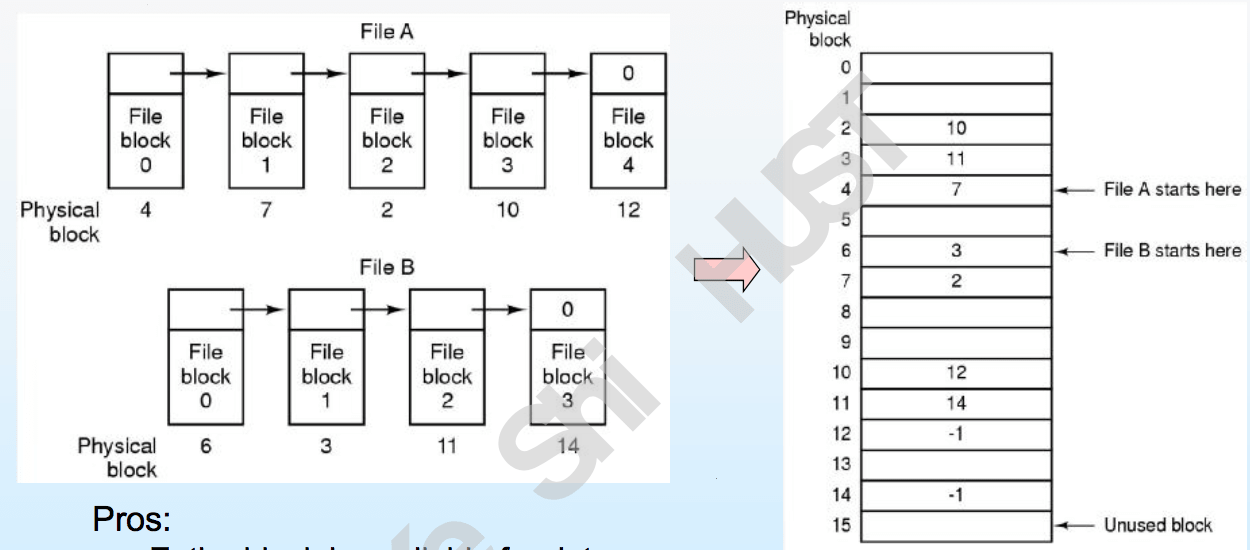 File A
0
File File File File File
block block block block block
0 1 2 3 4
Physical 4 7 2 10 12
block
File B
0
File File File File
block block block block
0 1 2 3
Physical 6 3 11 14
block
Pros:
Physical
block
0
1
2 10
3 11
4 7 File A starts here
5
6 3 File B starts here
7 2
8
9
10 12
11 14
12 -1
13
14 -1
15 Unused block
Shi HUST